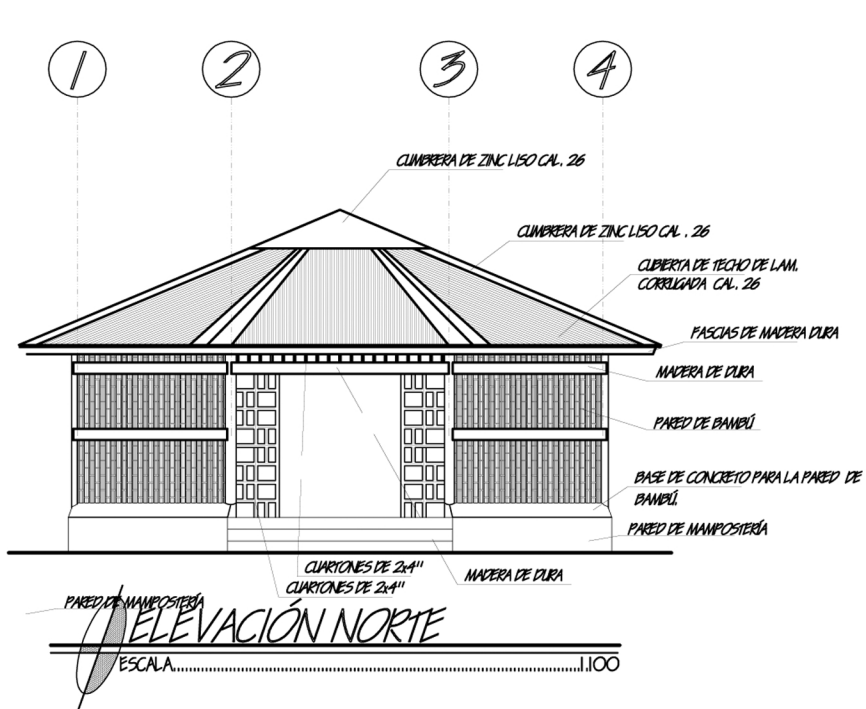 1 2 3 4
CUMBRERA DE ZINC LISO CAL. 26
CUMBRERA DE ZINC LISO CAL . 26
CUBIERTA DE TECHO DE LAM.
CORRUGADA CAL. 26
FASCIAS DE MADERA DURA
MADERA DE DURA
PARED DE BAMBÚ
BASE DE CONCRETO PARA LA PARED DE
BAMBÚ.
PARED DE MAMPOSTERÍA
CUARTONES DE 2x4"
MADERA DE DURA
CUARTONES DE 2x4"
PARED DE MAMPOSTERÍA
ELEVACIÓN NORTE
ESCALA..........................................................................................1.100